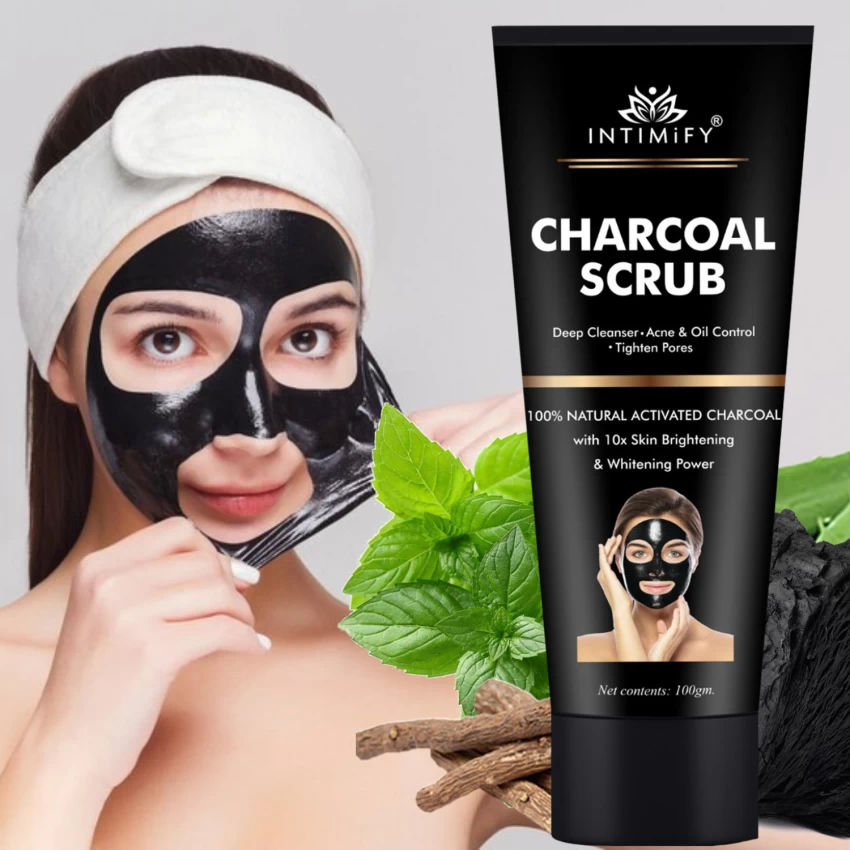 INTIMiFY®
CHARCOAL
SCRUB
Deep Cleanser • Acne & Oil Control
• Tighten Pores
100% NATURAL ACTIVATED CHARCOAL
with 10x Skin Brightening
& Whitening Power
Net contents: 100gm.